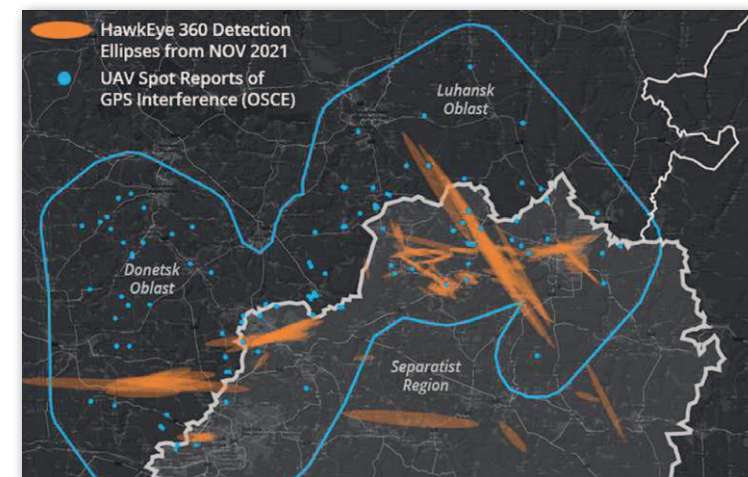 HawkEye 360 Detection
Ellipses from NOV 2021
UAV Spot Reports of
GPS Interference (OSCE)
Luhansk
Oblast
Donetsk
Oblast
Separatist
Region